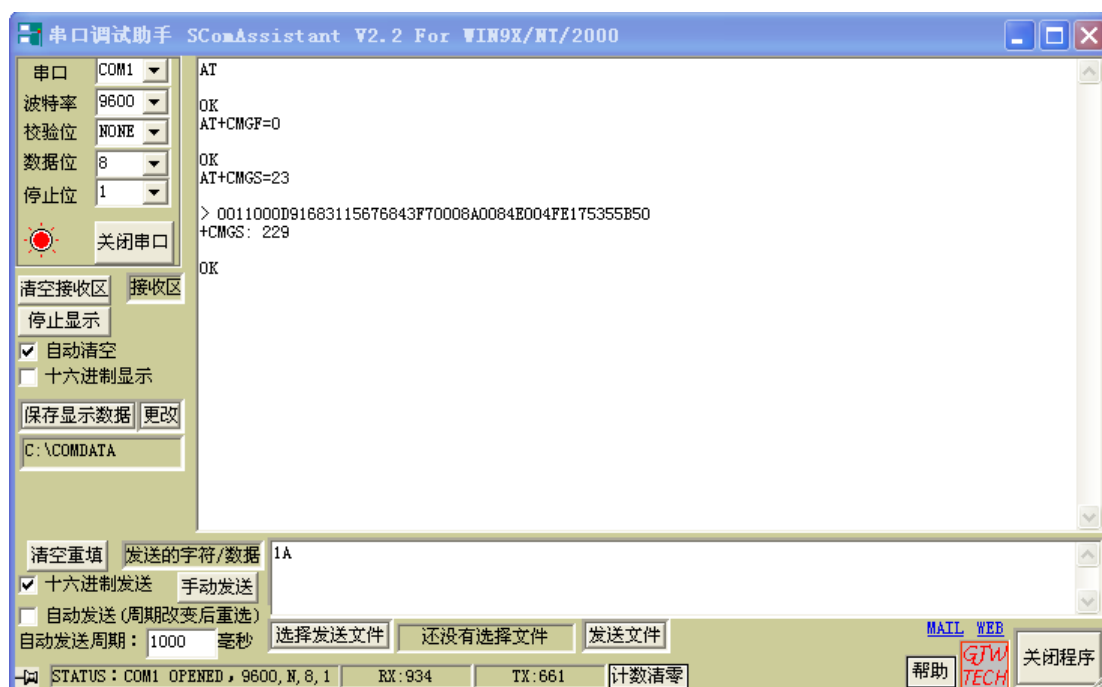 串口调试助手 SComAssistant V2.2 For WIN9X/NT/2000
串口 COM1
波特率 9600
校验位 NONE
数据位 8
停止位 1
关闭串口
清空接收区 接收区
停止显示
自动清空
十六进制显示
保存显示数据 更改
C:\COMDATA
AT
OK
AT+CMGF=0
OK
AT+CMGS=23
> 0011000D91683115676843F70008A0084E004FE175355B50
+CMGS: 229
OK
清空重填 发送的字符/数据 1A
十六进制发送 手动发送
自动发送(周期改变后重选)
自动发送周期: 1000 毫秒 选择发送文件 还没有选择文件 发送文件 MAIL WEB
STATUS：COM1 OPENED，9600,N,8,1 RX:934 TX:661 计数清零 帮助 GJW TECH 关闭程序